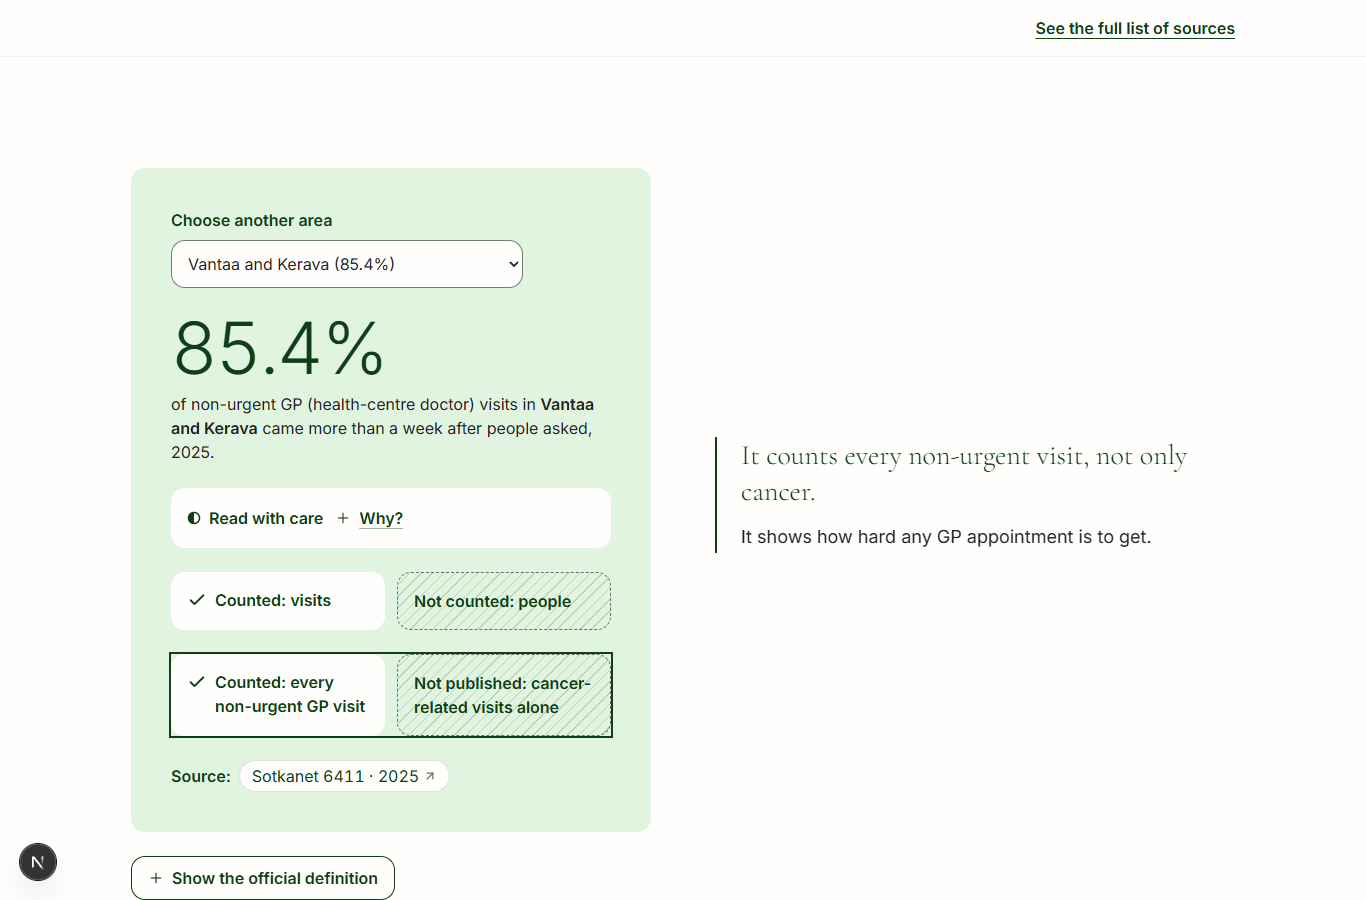 See the full list of sources
Choose another area
Vantaa and Kerava (85.4%)
85.4%
of non-urgent GP (health-centre doctor) visits in Vantaa
and Kerava came more than a week after people asked,
2025.
Read with care + Why?
Counted: visits
Not counted: people
Counted: every
non-urgent GP visit
Not published: cancer-
related visits alone
Source: Sotkanet 6411 · 2025 ↗
+ Show the official definition
It counts every non-urgent visit, not only
cancer.
It shows how hard any GP appointment is to get.
N